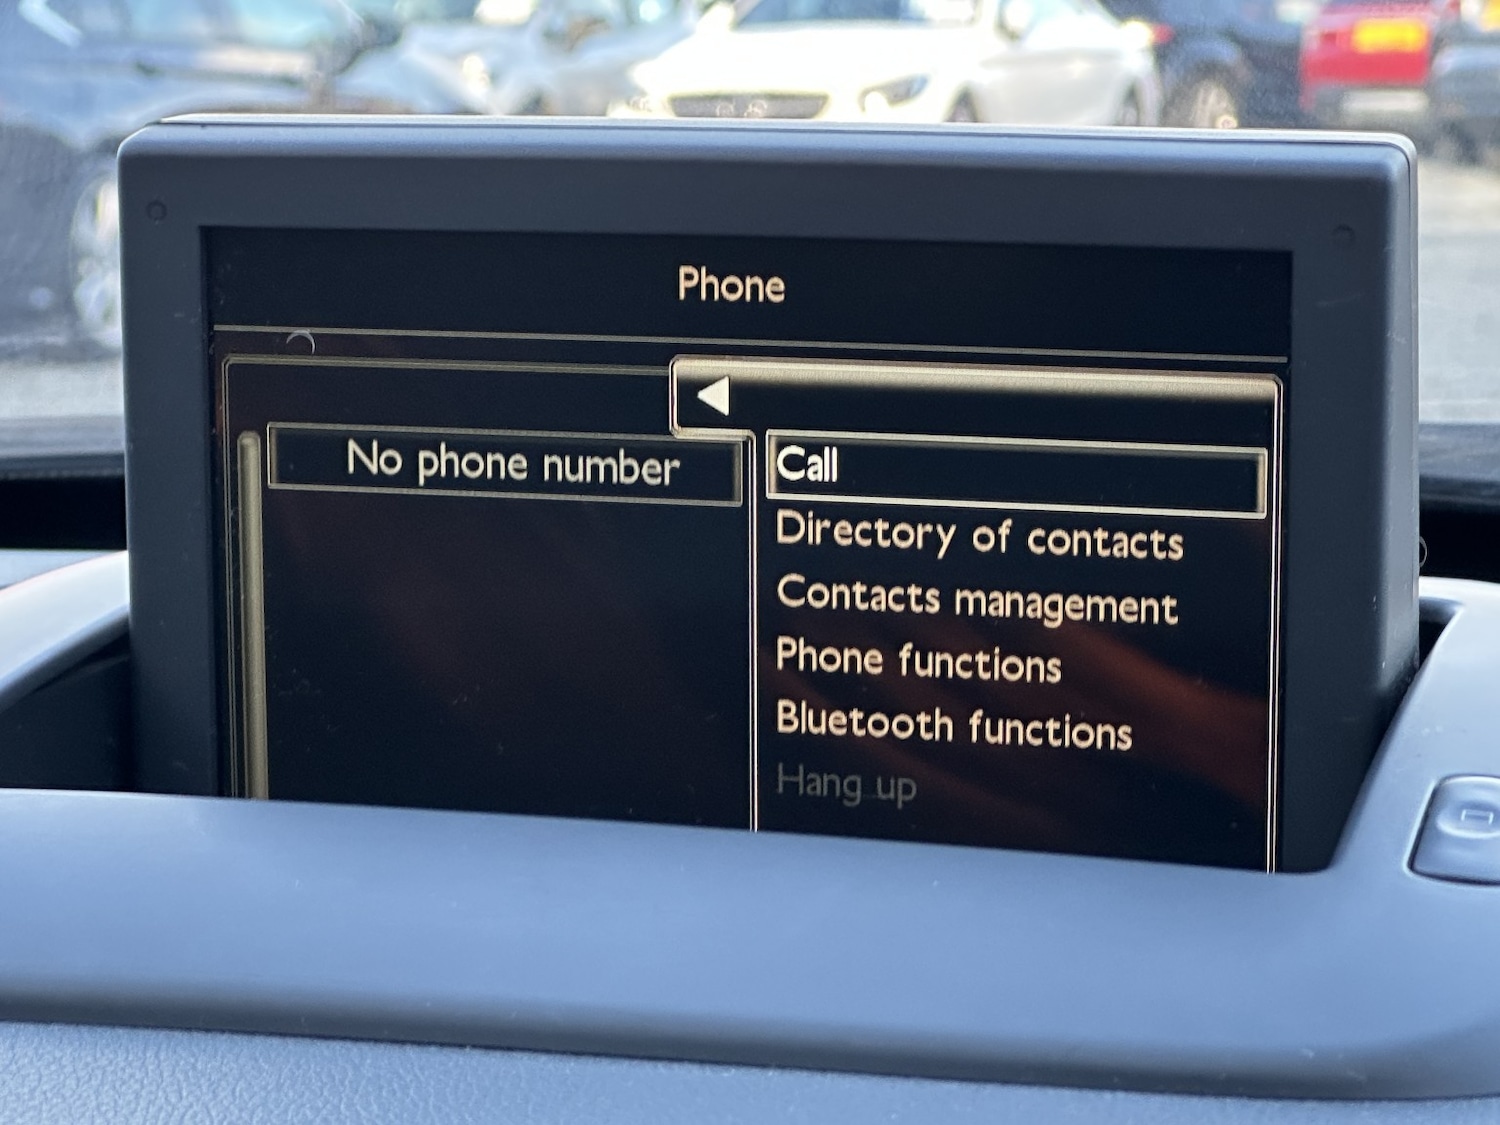 Phone
No phone number
Call
Directory of contacts
Contacts management
Phone functions
Bluetooth functions
Hang up